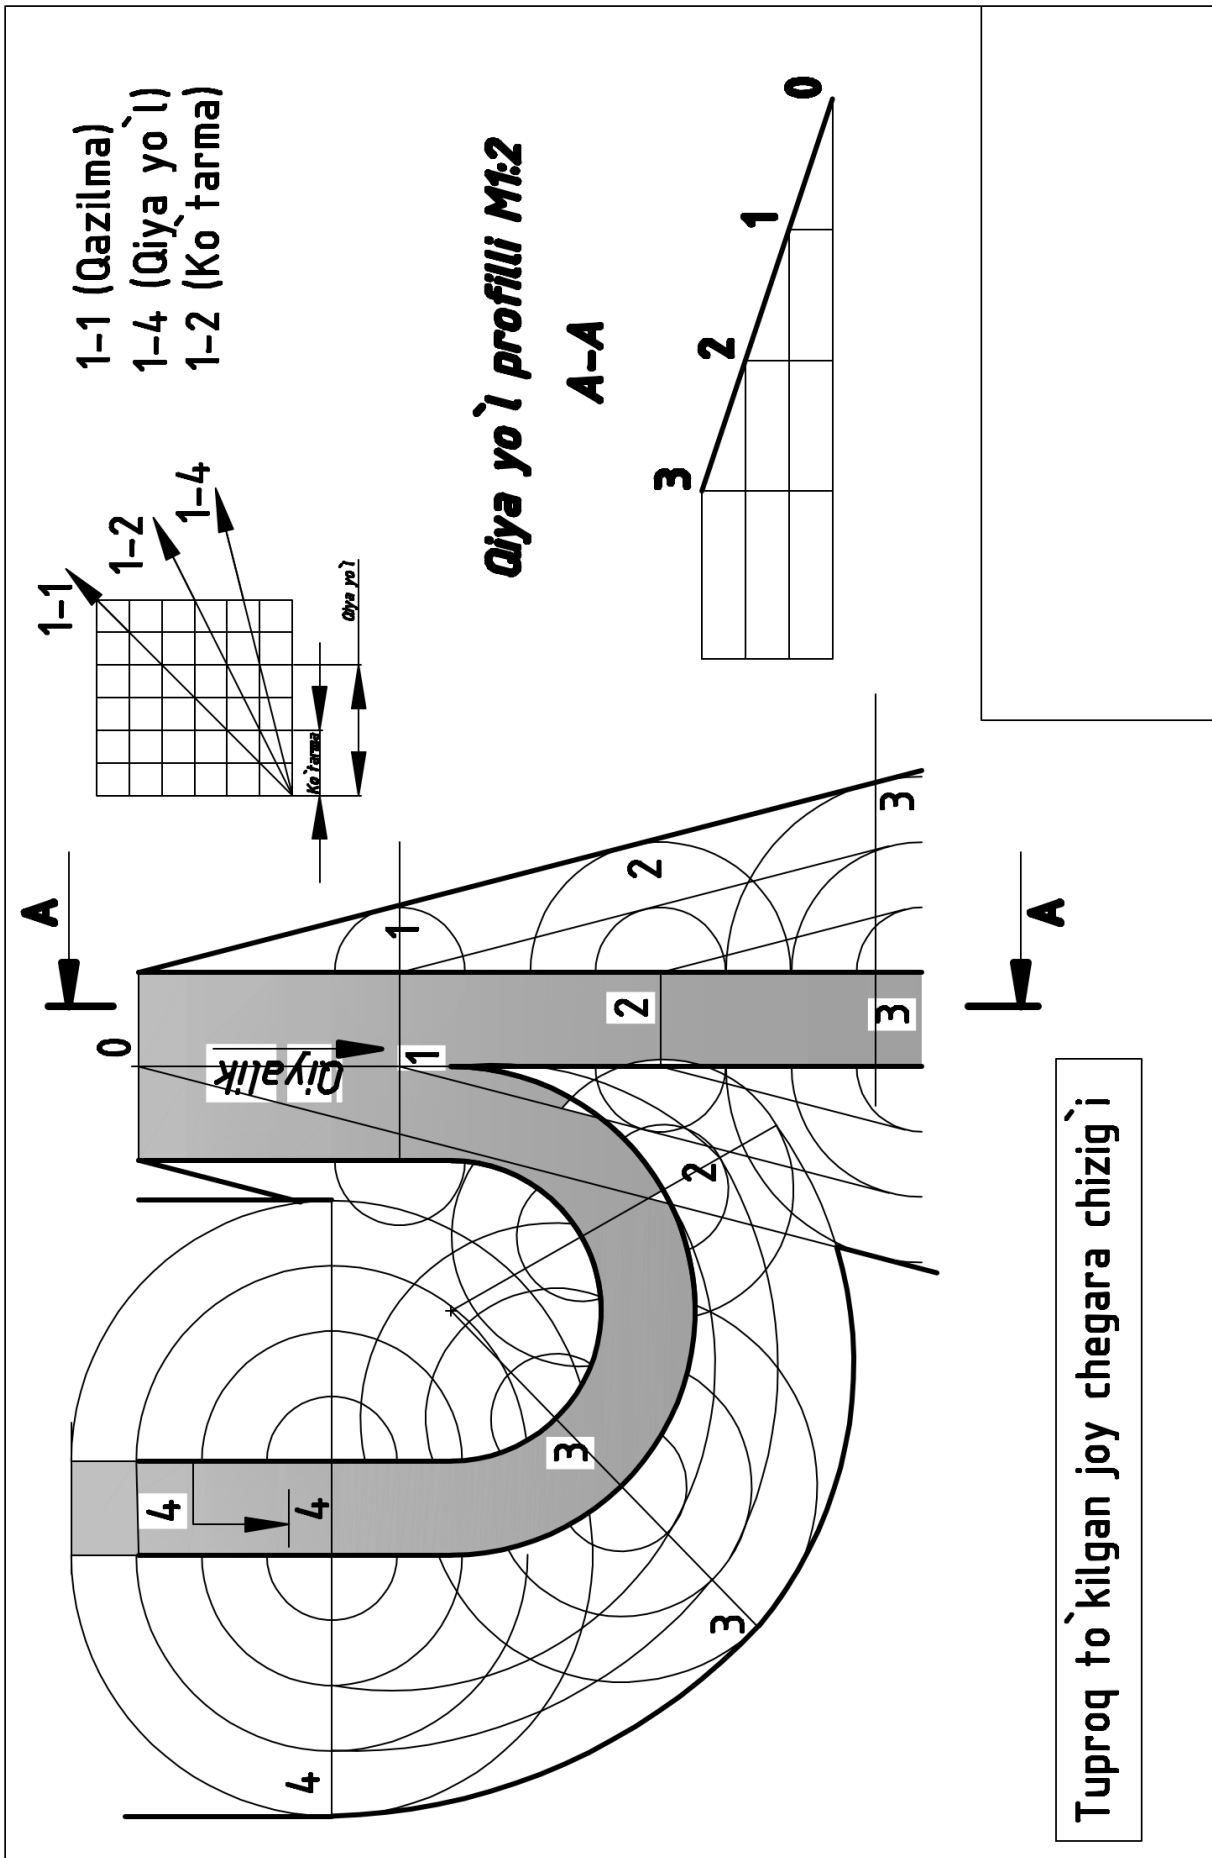 1-1 (Qazilma)
1-4 (Qiya yo`l)
1-2 (Ko`tarma)
1-1
1-2
1-4
Ko`tarma
Qiya yo`l
Qiya yo`l profilli M1:2
A-A
3
2
1
0
A
A
0
Qiyalik
1
1
2
2
3
3
2
3
3
4
4
4
Tuproq to`kilgan joy chegara chizig`i